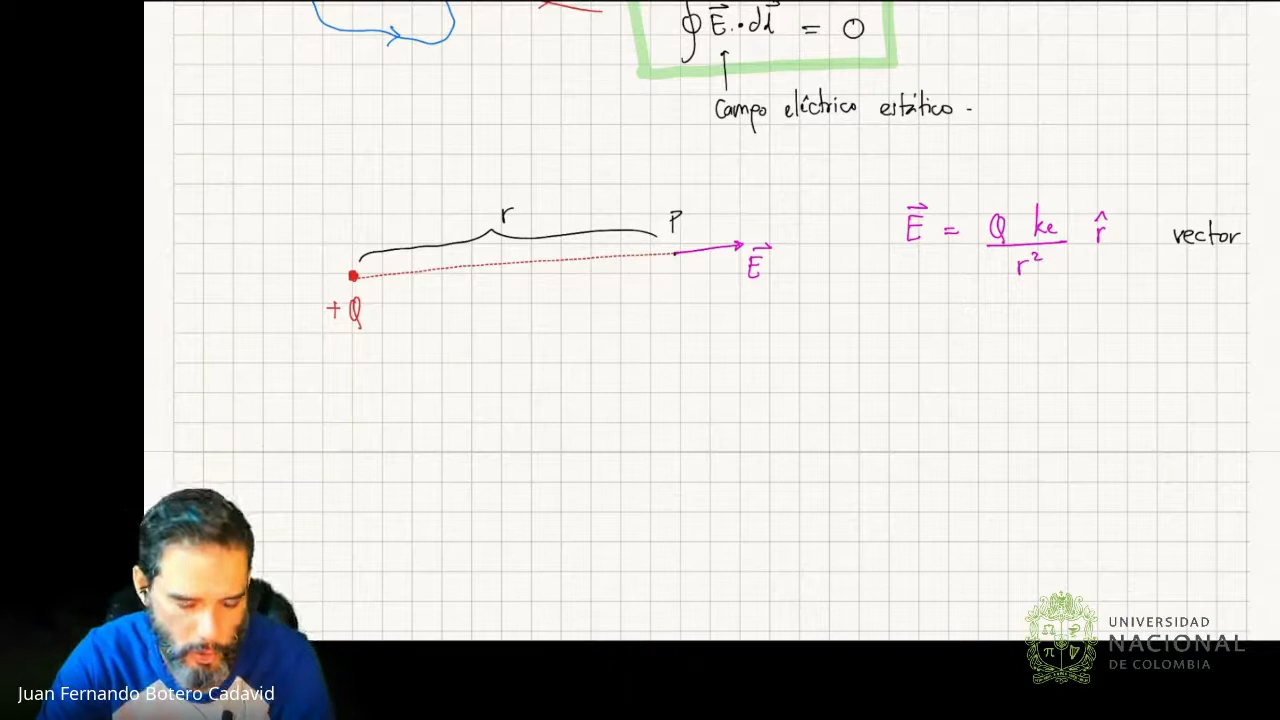 ∮ E⃗ · dl⃗ = 0
Campo eléctrico estático.
r
P
E⃗
+ Q
E⃗ = Q ke / r² r̂ vector
UNIVERSIDAD
NACIONAL
DE COLOMBIA
Juan Fernando Botero Cadavid